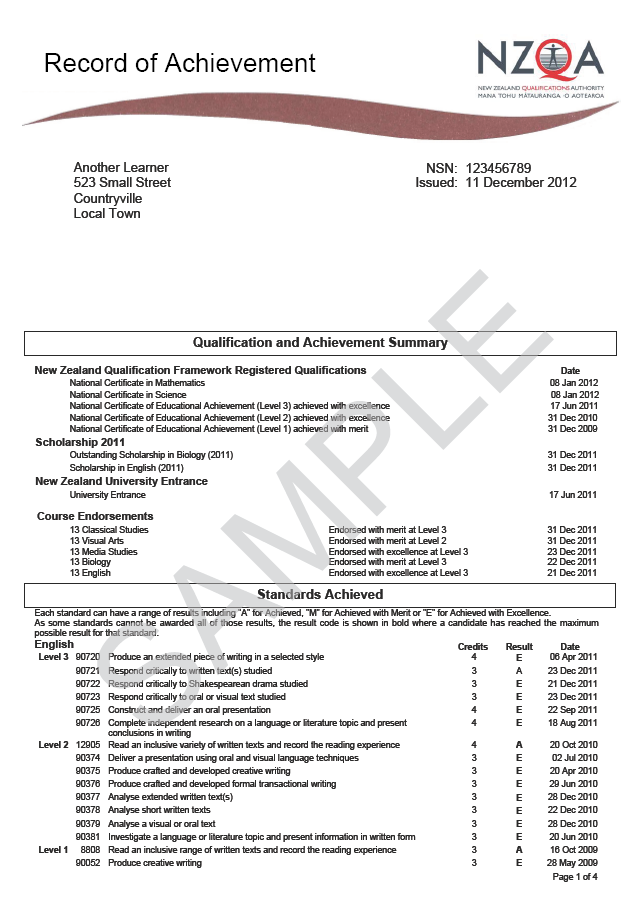 Record of Achievement
NZQA
NEW ZEALAND QUALIFICATIONS AUTHORITY
MANA TOHU MĀTAURANGA O AOTEAROA
Another Learner
523 Small Street
Countryville
Local Town
NSN: 123456789
Issued: 11 December 2012
SAMPLE
Qualification and Achievement Summary
New Zealand Qualification Framework Registered Qualifications Date
National Certificate in Mathematics 08 Jan 2012
National Certificate in Science 08 Jan 2012
National Certificate of Educational Achievement (Level 3) achieved with excellence 17 Jun 2011
National Certificate of Educational Achievement (Level 2) achieved with excellence 31 Dec 2010
National Certificate of Educational Achievement (Level 1) achieved with merit 31 Dec 2009
Scholarship 2011
Outstanding Scholarship in Biology (2011) 31 Dec 2011
Scholarship in English (2011) 31 Dec 2011
New Zealand University Entrance
University Entrance 17 Jun 2011
Course Endorsements
13 Classical Studies Endorsed with merit at Level 3 31 Dec 2011
13 Visual Arts Endorsed with merit at Level 2 31 Dec 2011
13 Media Studies Endorsed with excellence at Level 3 23 Dec 2011
13 Biology Endorsed with merit at Level 3 22 Dec 2011
13 English Endorsed with excellence at Level 3 21 Dec 2011
Standards Achieved
Each standard can have a range of results including "A" for Achieved, "M" for Achieved with Merit or "E" for Achieved with Excellence.
As some standards cannot be awarded all of those results, the result code is shown in bold where a candidate has reached the maximum
possible result for that standard.
English Credits Result Date
Level 3 90720 Produce an extended piece of writing in a selected style 4 E 06 Apr 2011
90721 Respond critically to written text(s) studied 3 A 23 Dec 2011
90722 Respond critically to Shakespearean drama studied 3 E 21 Dec 2011
90723 Respond critically to oral or visual text studied 3 E 23 Dec 2011
90725 Construct and deliver an oral presentation 4 E 22 Sep 2011
90726 Complete independent research on a language or literature topic and present 4 E 18 Aug 2011
conclusions in writing
Level 2 12905 Read an inclusive variety of written texts and record the reading experience 4 A 20 Oct 2010
90374 Deliver a presentation using oral and visual language techniques 3 E 02 Jul 2010
90375 Produce crafted and developed creative writing 3 E 20 Apr 2010
90376 Produce crafted and developed formal transactional writing 3 E 29 Jun 2010
90377 Analyse extended written text(s) 3 E 28 Dec 2010
90378 Analyse short written texts 3 E 22 Dec 2010
90379 Analyse a visual or oral text 3 E 28 Dec 2010
90381 Investigate a language or literature topic and present information in written form 3 E 20 Jun 2010
Level 1 8808 Read an inclusive range of written texts and record the reading experience 3 A 16 Oct 2009
90052 Produce creative writing 3 E 28 May 2009
Page 1 of 4